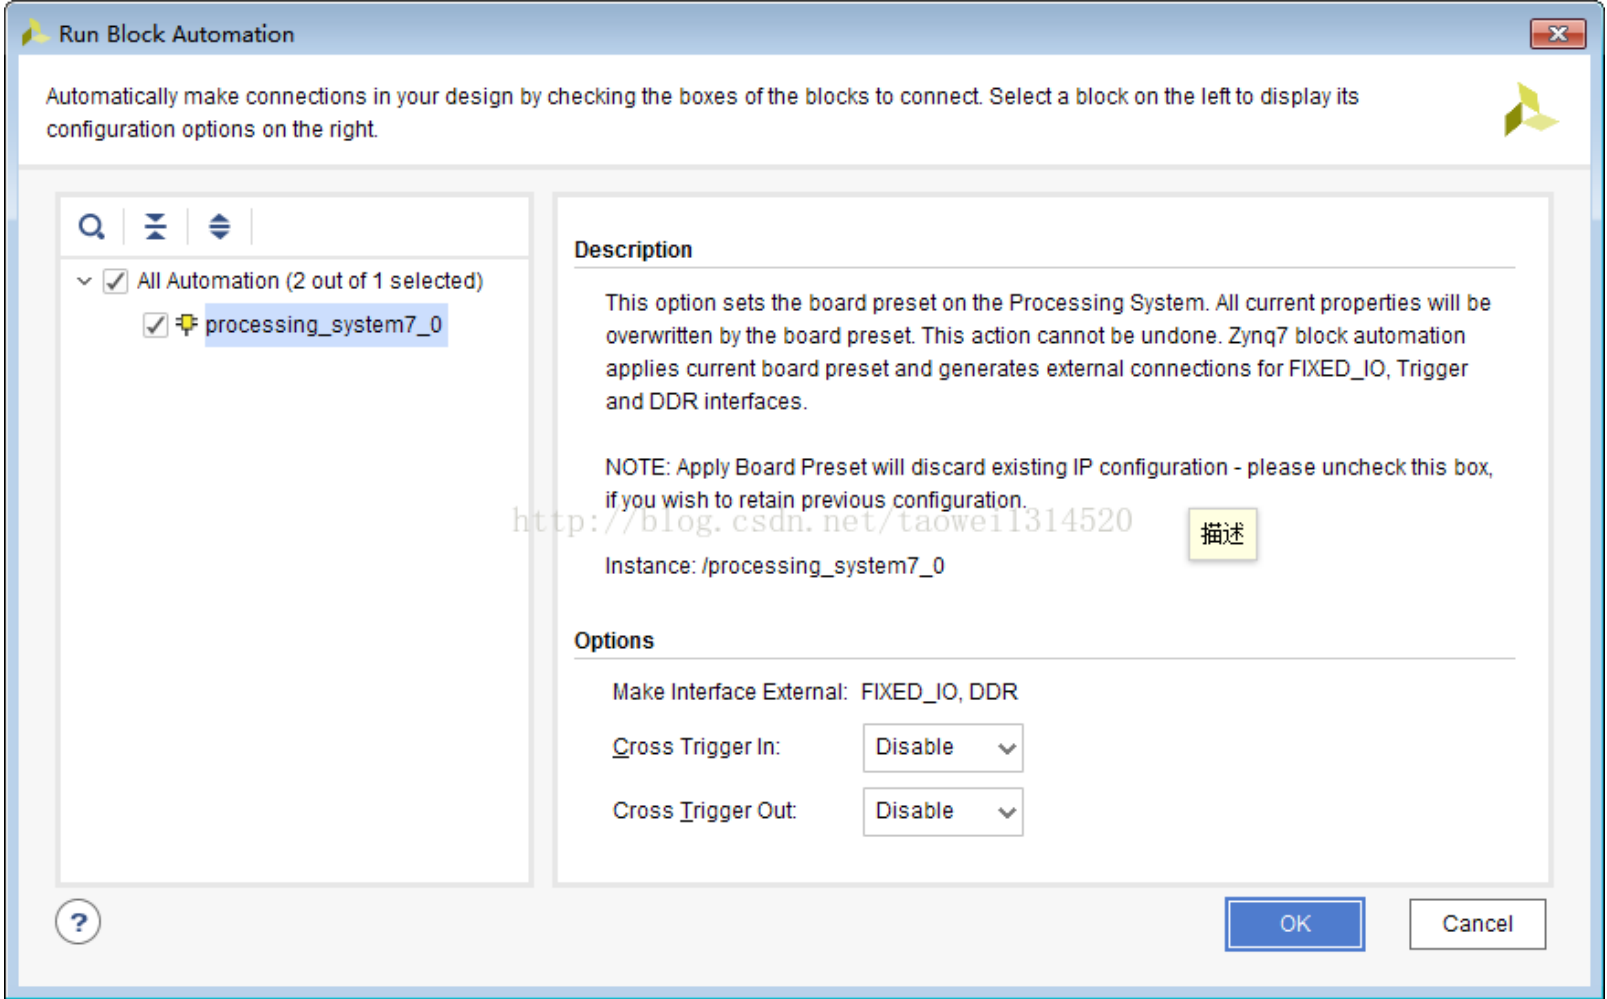 Run Block Automation
Automatically make connections in your design by checking the boxes of the blocks to connect. Select a block on the left to display its
configuration options on the right.
All Automation (2 out of 1 selected)
processing_system7_0
Description
This option sets the board preset on the Processing System. All current properties will be
overwritten by the board preset. This action cannot be undone. Zynq7 block automation
applies current board preset and generates external connections for FIXED_IO, Trigger
and DDR interfaces.
NOTE: Apply Board Preset will discard existing IP configuration - please uncheck this box,
if you wish to retain previous configuration.
http://blog.csdn.net/taowei1314520
描述
Instance: /processing_system7_0
Options
Make Interface External: FIXED_IO, DDR
Cross Trigger In: Disable
Cross Trigger Out: Disable
?
OK
Cancel